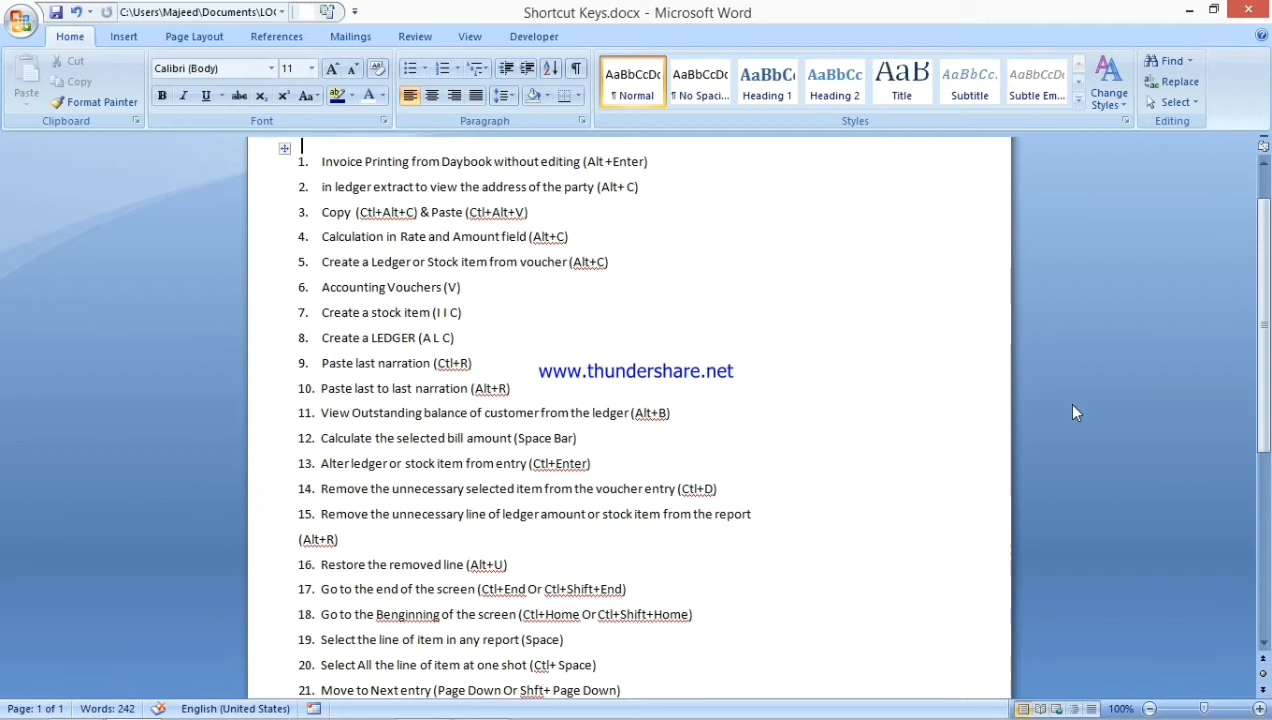 C:\Users\Majeed\Documents\LO
Shortcut Keys.docx - Microsoft Word
Home Insert Page Layout References Mailings Review View Developer
Paste
Cut
Copy
Format Painter
Clipboard
Calibri (Body) 11
Font
Paragraph
AaBbCcDc
¶ Normal
AaBbCcDc
¶ No Spaci...
AaBbC
Heading 1
AaBbCc
Heading 2
AaB
Title
AaBbCc.
Subtitle
AaBbCcDc
Subtle Em...
Change Styles
Styles
Find
Replace
Select
Editing
1. Invoice Printing from Daybook without editing (Alt +Enter)
2. in ledger extract to view the address of the party (Alt+ C)
3. Copy (Ctl+Alt+C) & Paste (Ctl+Alt+V)
4. Calculation in Rate and Amount field (Alt+C)
5. Create a Ledger or Stock item from voucher (Alt+C)
6. Accounting Vouchers (V)
7. Create a stock item (I I C)
8. Create a LEDGER (A L C)
9. Paste last narration (Ctl+R)
www.thundershare.net
10. Paste last to last narration (Alt+R)
11. View Outstanding balance of customer from the ledger (Alt+B)
12. Calculate the selected bill amount (Space Bar)
13. Alter ledger or stock item from entry (Ctl+Enter)
14. Remove the unnecessary selected item from the voucher entry (Ctl+D)
15. Remove the unnecessary line of ledger amount or stock item from the report
(Alt+R)
16. Restore the removed line (Alt+U)
17. Go to the end of the screen (Ctl+End Or Ctl+Shift+End)
18. Go to the Benginning of the screen (Ctl+Home Or Ctl+Shift+Home)
19. Select the line of item in any report (Space)
20. Select All the line of item at one shot (Ctl+ Space)
21. Move to Next entry (Page Down Or Shft+ Page Down)
Page: 1 of 1 Words: 242 English (United States) 100%